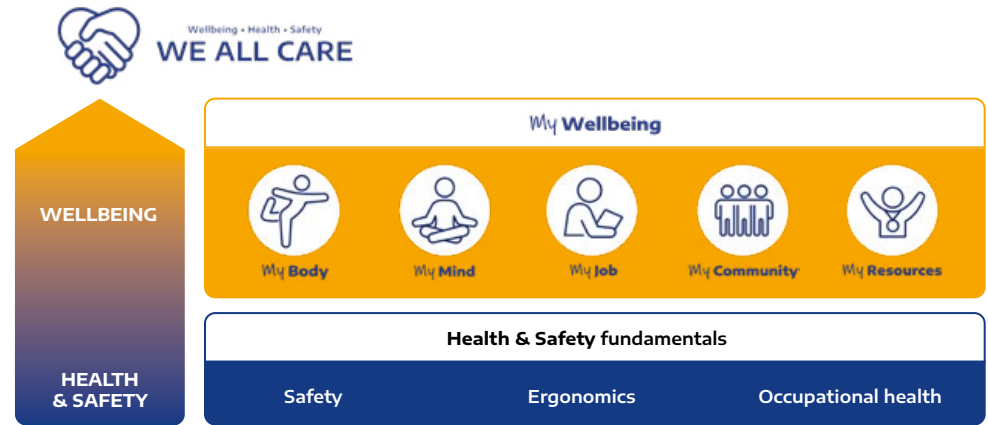 Wellbeing • Health • Safety
WE ALL CARE
My Wellbeing
WELLBEING
My Body
My Mind
My Job
My Community
My Resources
Health & Safety fundamentals
HEALTH
& SAFETY
Safety
Ergonomics
Occupational health